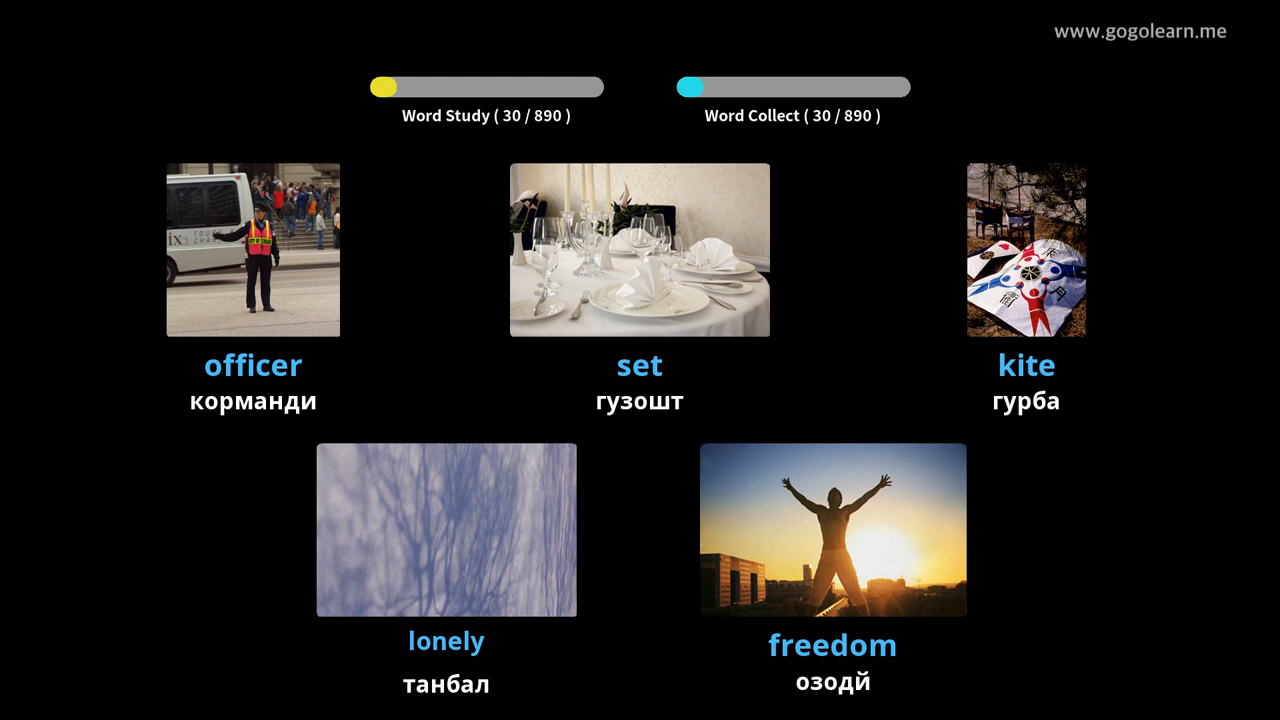 www.gogolearn.me
Word Study ( 30 / 890 )
Word Collect ( 30 / 890 )
officer
корманди
set
гузошт
kite
гурба
lonely
танбал
freedom
озодй